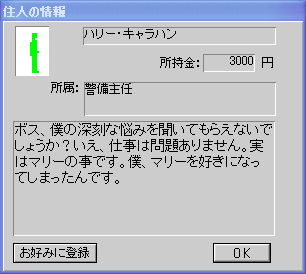 住人の情報
ハリー・キャラハン
所持金: 3000 円
所属: 警備主任
ボス、僕の深刻な悩みを聞いてもらえないで
しょうか？いえ、仕事は問題ありません。実
はマリーの事です。僕、マリーを好きになっ
てしまったんです。
お好みに登録
OK